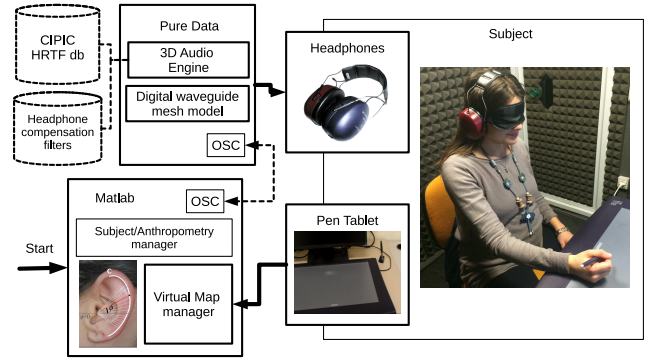 CIPIC
HRTF db
Headphone
compensation
filters
Pure Data
3D Audio
Engine
Digital waveguide
mesh model
OSC
Headphones
Subject
Matlab
OSC
Subject/Anthropometry
manager
Start
Virtual Map
manager
Pen Tablet